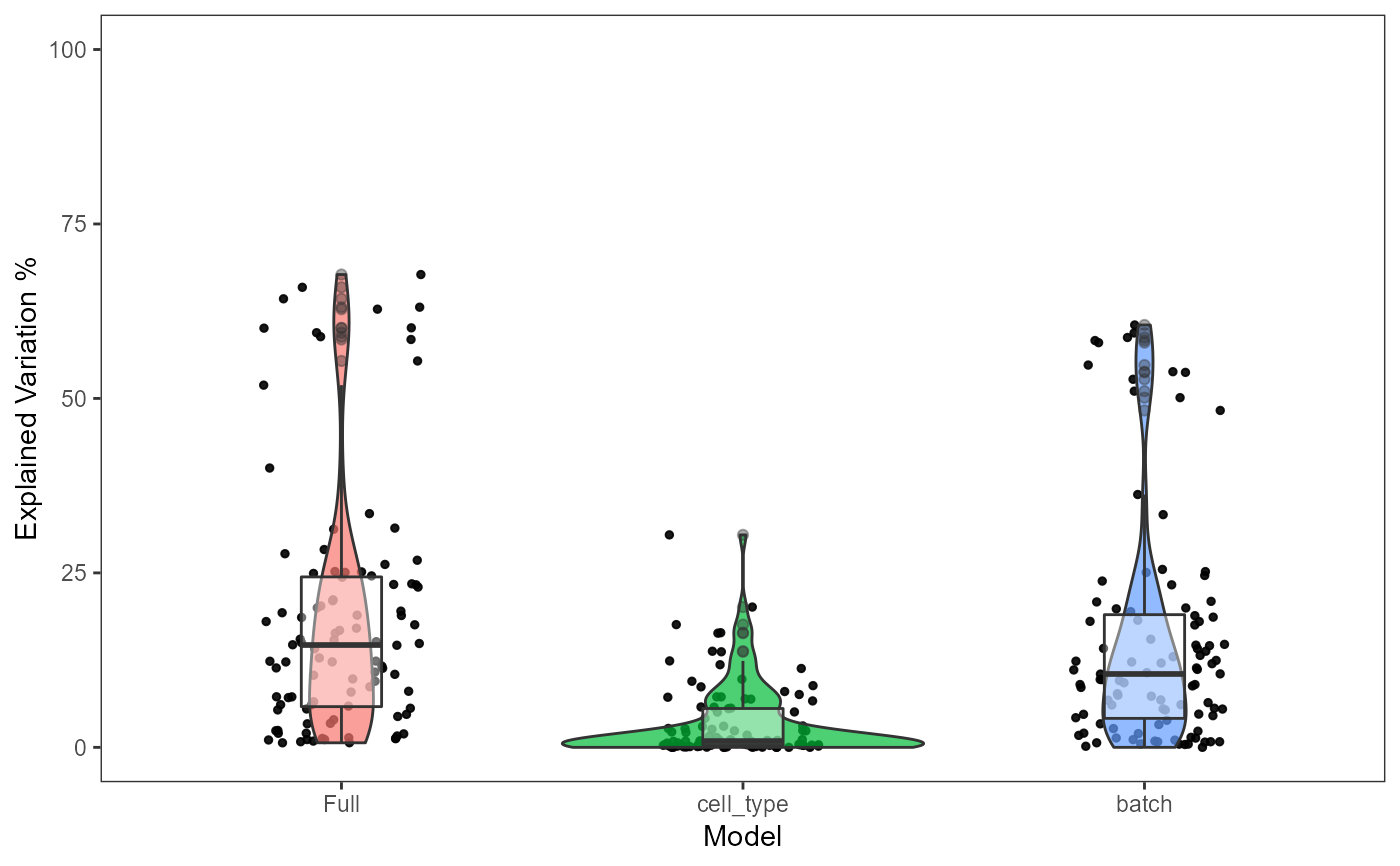 Explained Variation %
100
75
50
25
0
Full
cell_type
batch
Model